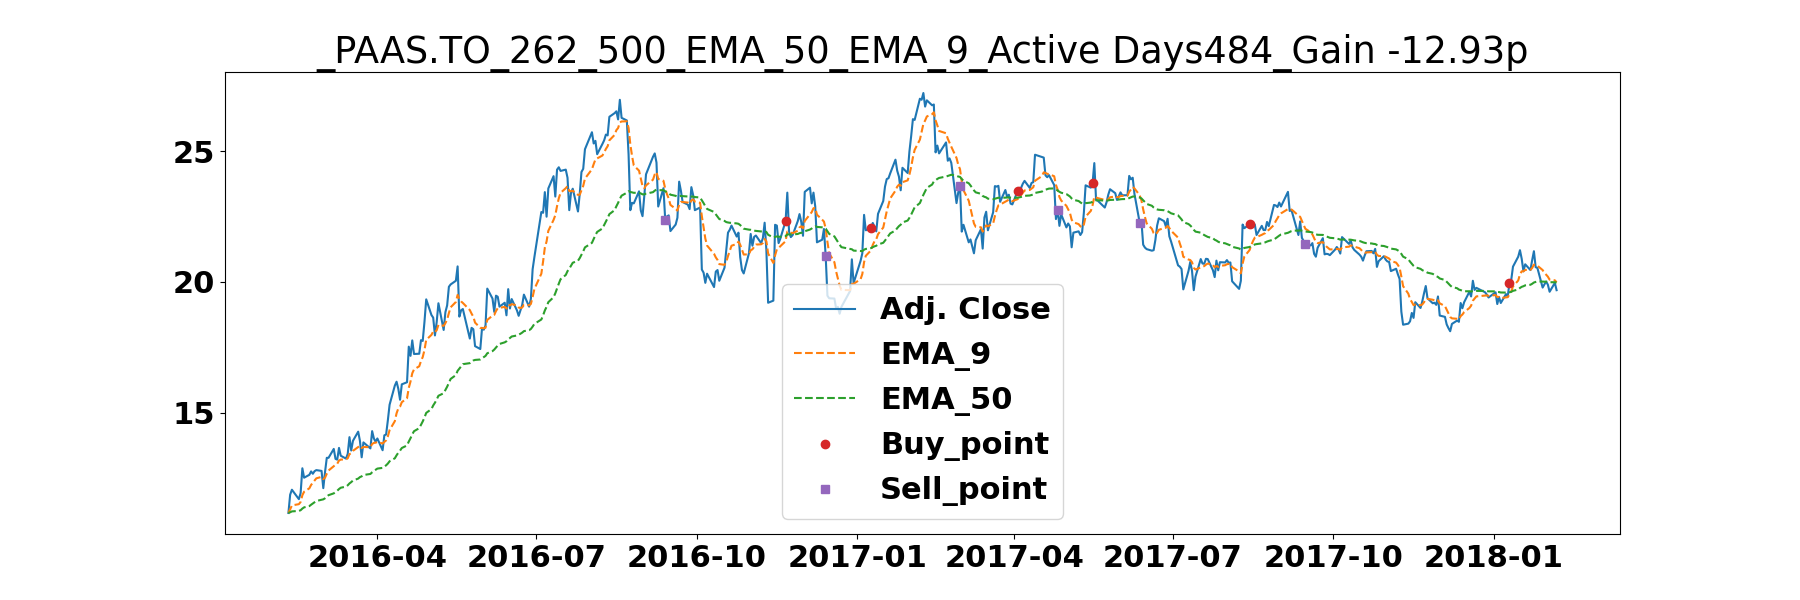 _PAAS.TO_262_500_EMA_50_EMA_9_Active Days484_Gain -12.93p
25
20
15
Adj. Close
EMA_9
EMA_50
Buy_point
Sell_point
2016-04 2016-07 2016-10 2017-01 2017-04 2017-07 2017-10 2018-01